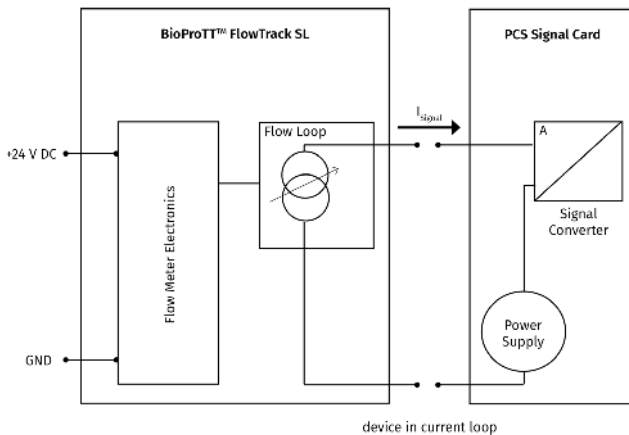 BioProTT™ FlowTrack SL
PCS Signal Card
I Signal
Flow Loop
A
+24 V DC
Flow Meter Electronics
Signal
Converter
Power
Supply
GND
device in current loop